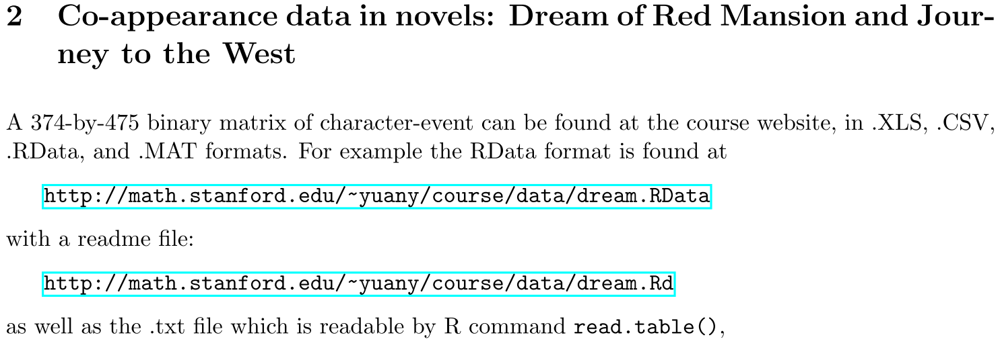 2 Co-appearance data in novels: Dream of Red Mansion and Jour-
ney to the West
A 374-by-475 binary matrix of character-event can be found at the course website, in .XLS, .CSV,
.RData, and .MAT formats. For example the RData format is found at
http://math.stanford.edu/~yuany/course/data/dream.RData
with a readme file:
http://math.stanford.edu/~yuany/course/data/dream.Rd
as well as the .txt file which is readable by R command read.table(),